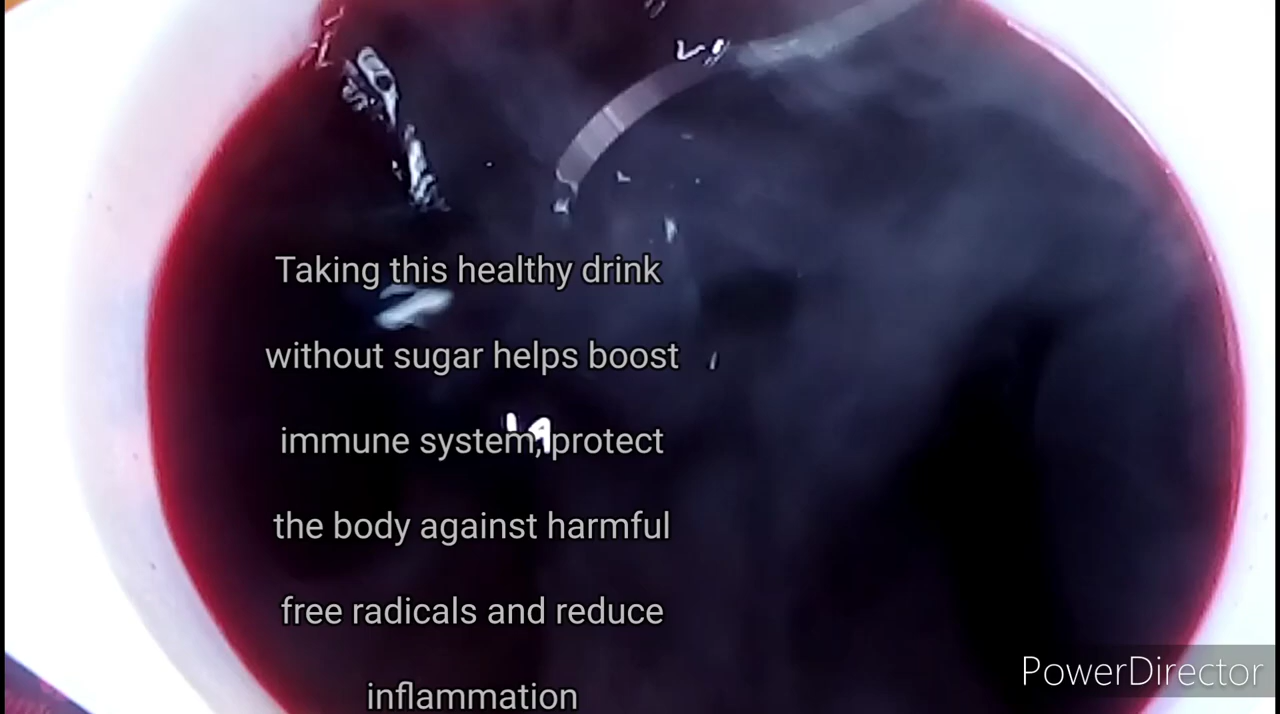 Taking this healthy drink
without sugar helps boost
immune system, protect
the body against harmful
free radicals and reduce
inflammation
PowerDirector